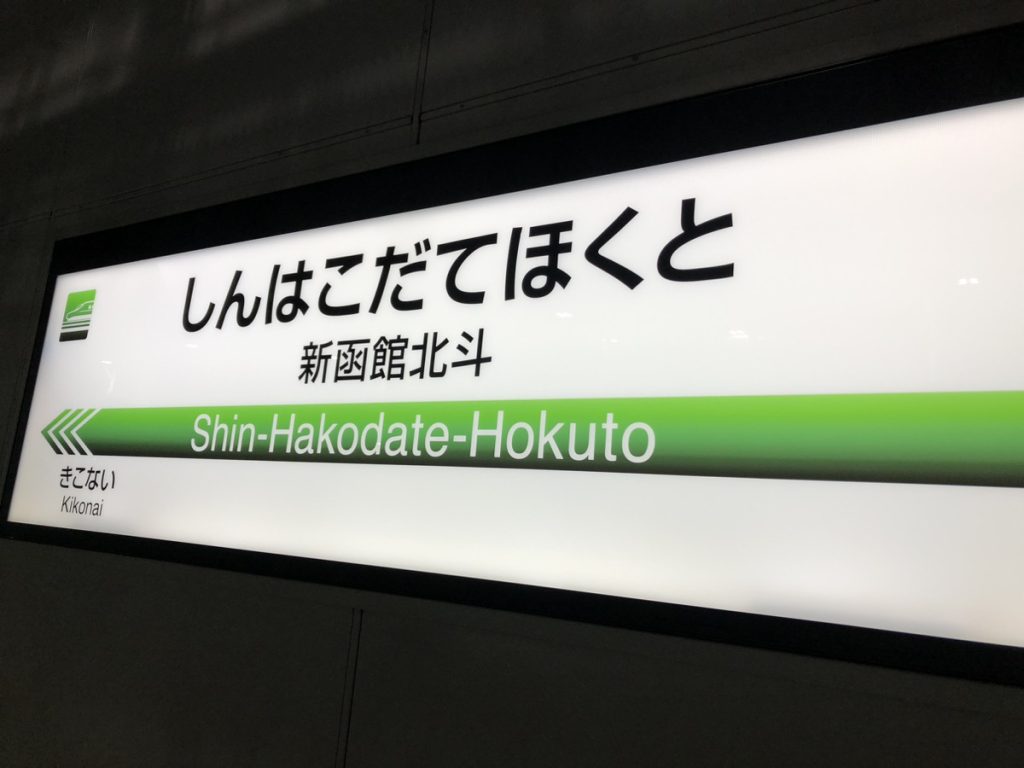 しんはこだてほくと
新函館北斗
Shin-Hakodate-Hokuto
きこない
Kikonai